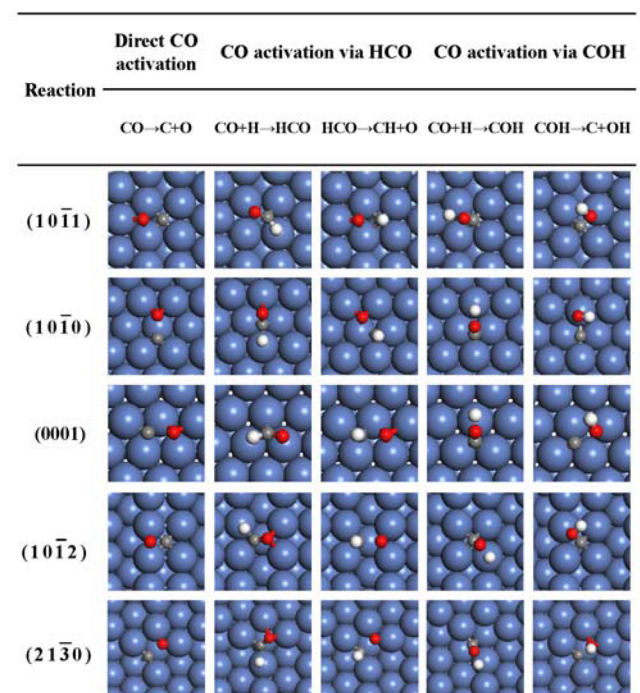 Direct CO activation
CO activation via HCO
CO activation via COH
Reaction
CO→C+O
CO+H→HCO
HCO→CH+O
CO+H→COH
COH→C+OH
(101̅1)
(101̅0)
(0001)
(101̅2)
(213̅0)